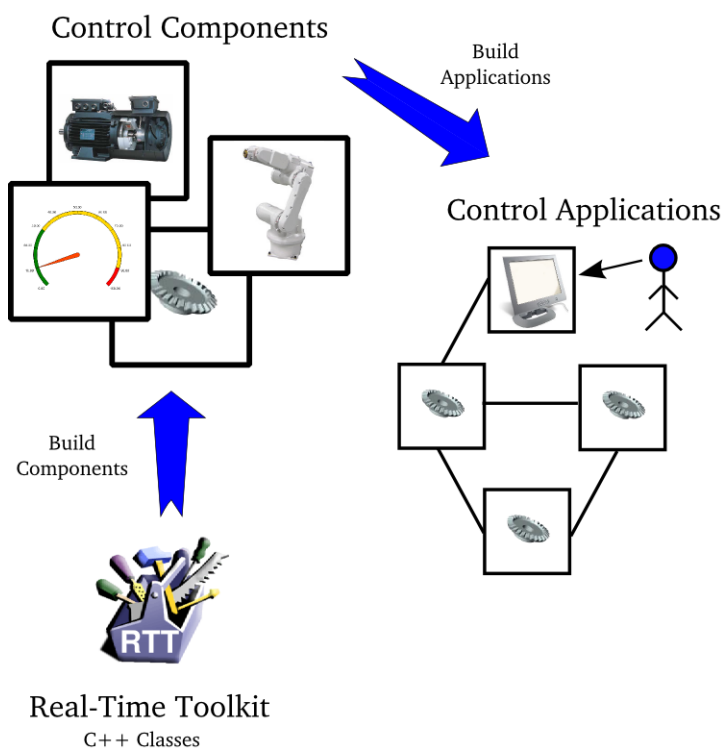 Control Components
Build
Applications
Control Applications
Build
Components
RTT
Real-Time Toolkit
C++ Classes